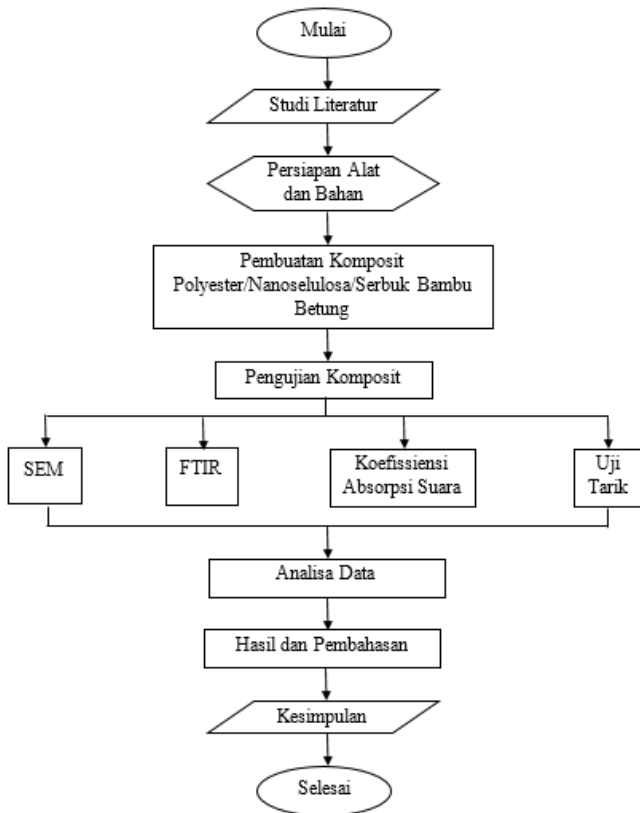 Mulai
Studi Literatur
Persiapan Alat
dan Bahan
Pembuatan Komposit
Polyester/Nanoselulosa/Serbuk Bambu
Betung
Pengujian Komposit
SEM
FTIR
Koefissiensi
Absorpsi Suara
Uji
Tarik
Analisa Data
Hasil dan Pembahasan
Kesimpulan
Selesai